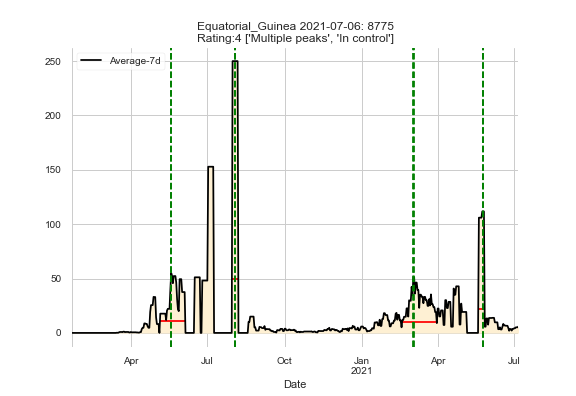 Equatorial_Guinea 2021-07-06: 8775
Rating:4 ['Multiple peaks', 'In control']
Average-7d
250
200
150
100
50
0
Apr
Jul
Oct
Jan
2021
Apr
Jul
Date